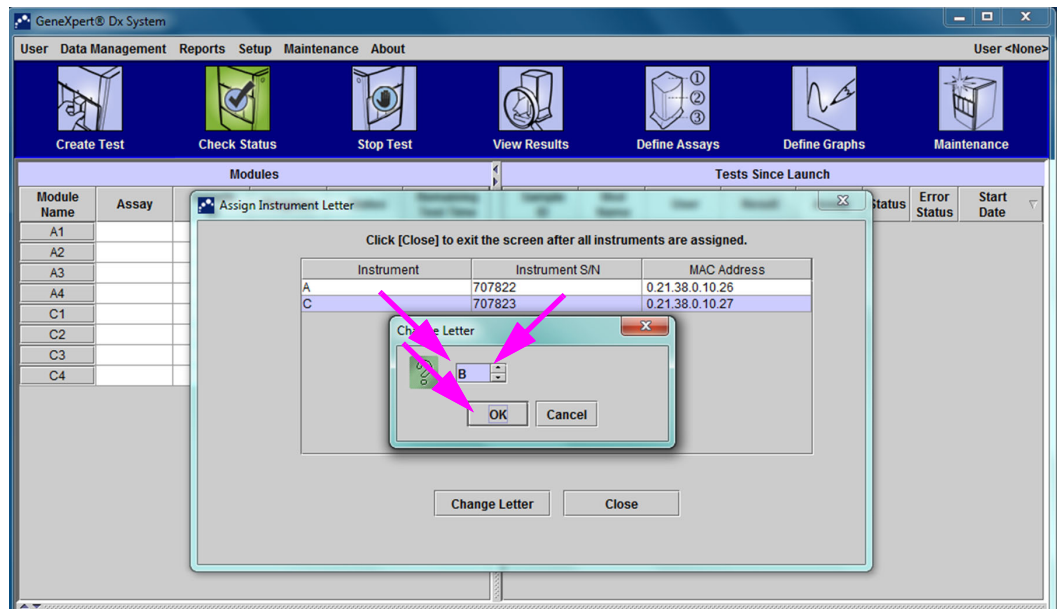 GeneXpert® Dx System
User Data Management Reports Setup Maintenance About User <None>
Create Test Check Status Stop Test View Results Define Assays Define Graphs Maintenance
Modules Tests Since Launch
Module Name Assay Status Error Status Start Date
Assign Instrument Letter
A1
A2
A3
A4
C1
C2
C3
C4
Click [Close] to exit the screen after all instruments are assigned.
Instrument Instrument S/N MAC Address
A 707822 0.21.38.0.10.26
C 707823 0.21.38.0.10.27
Letter
B
OK Cancel
Change Letter Close